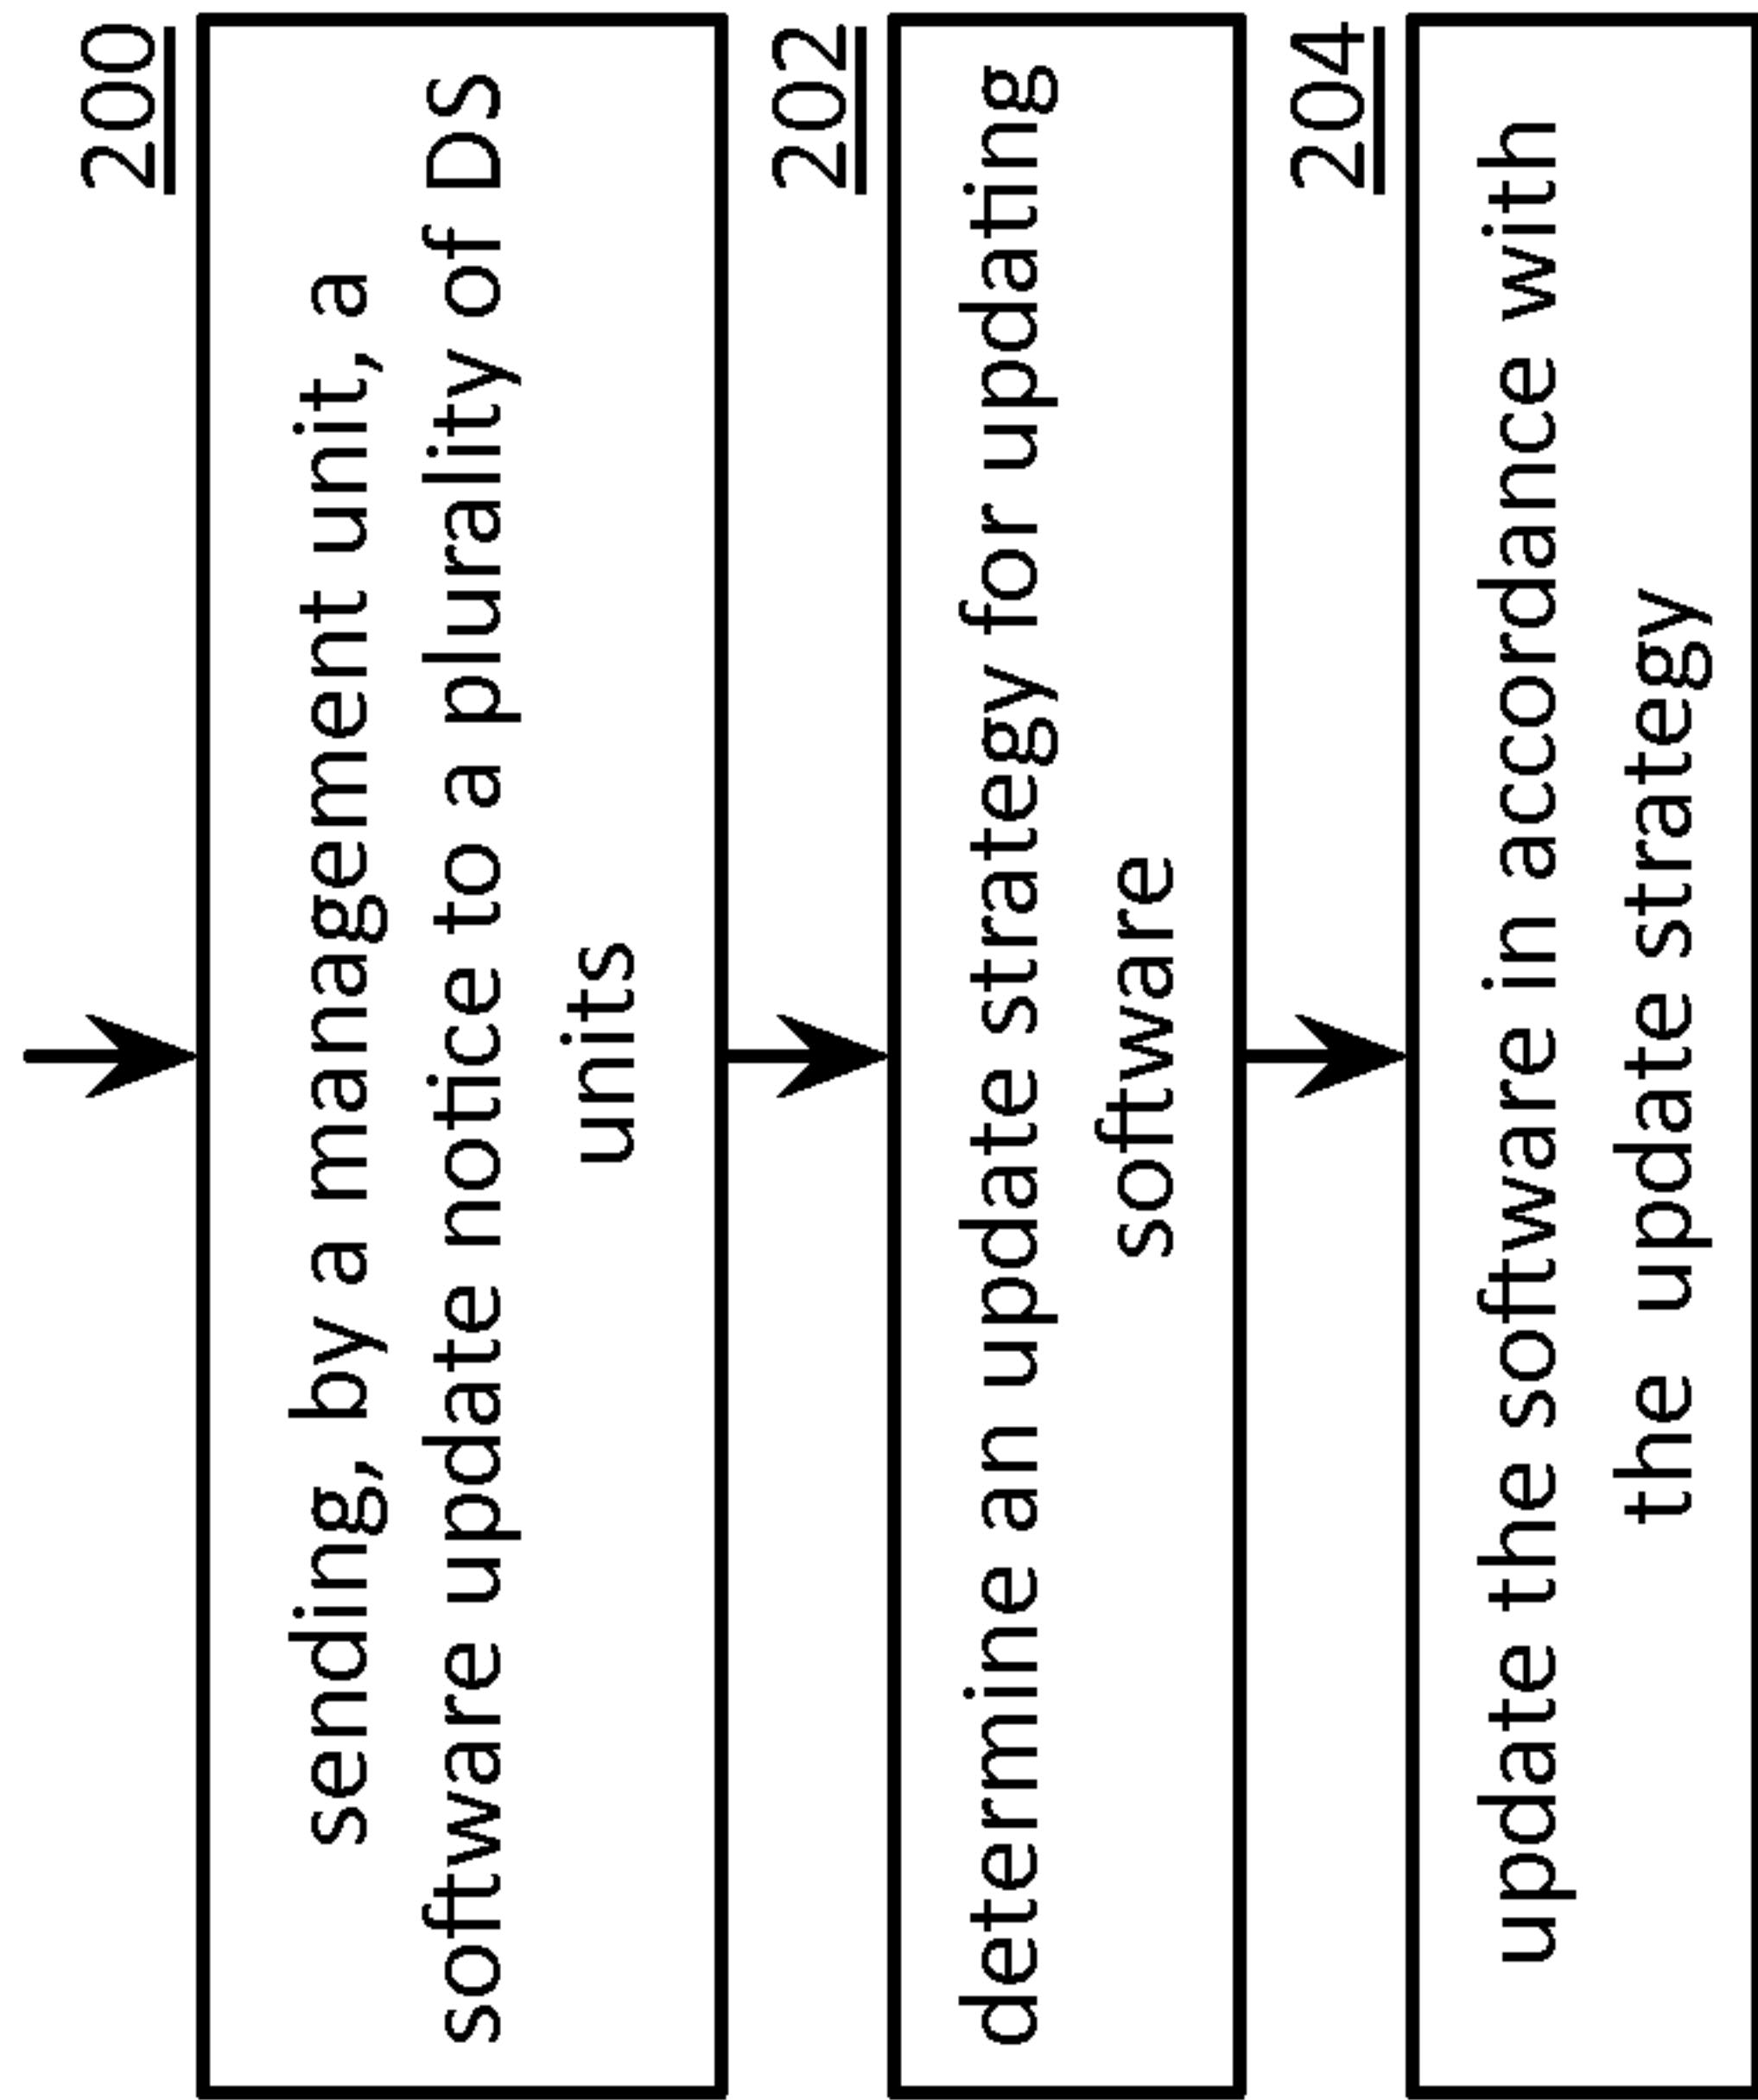 200
sending, by a management unit, a
software update notice to a plurality of DS
units
202
determine an update strategy for updating
software
204
update the software in accordance with
the update strategy